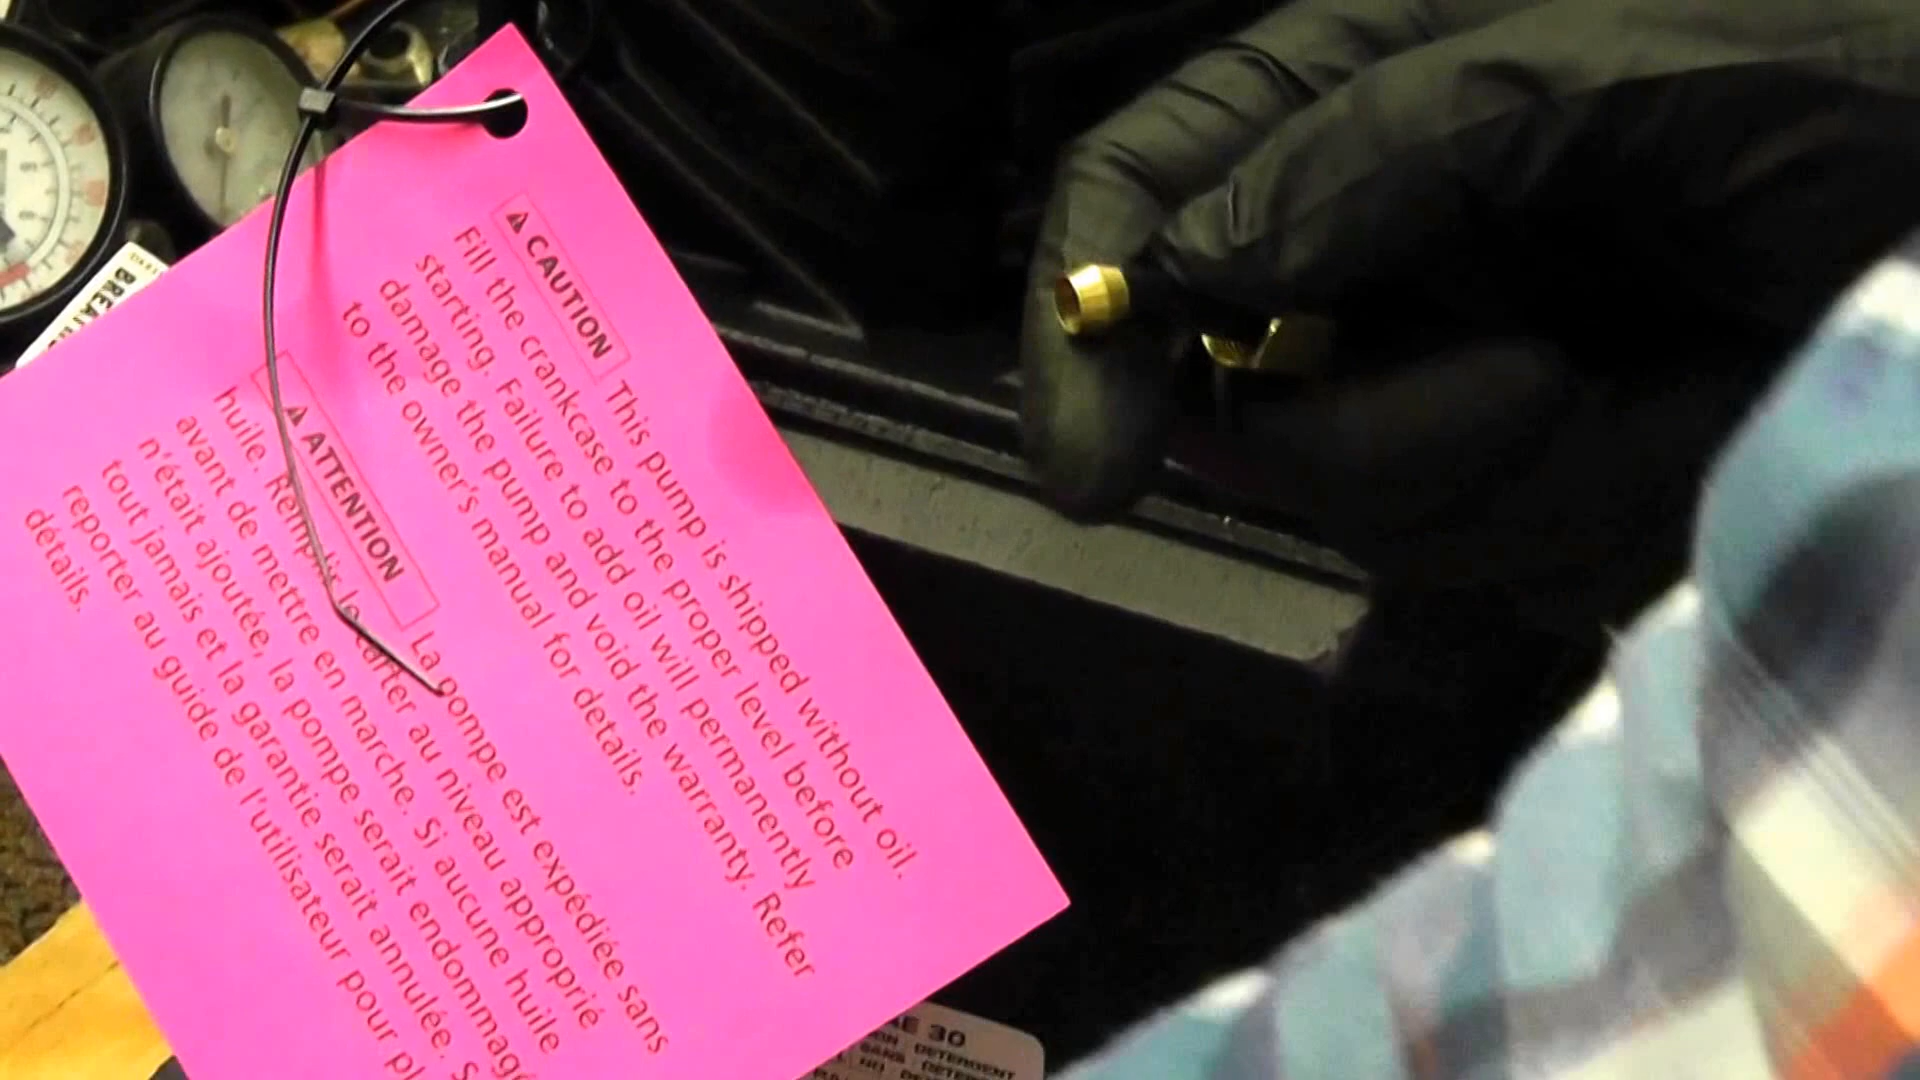 ⚠ CAUTION This pump is shipped without oil.
Fill the crankcase to the proper level before
starting. Failure to add oil will permanently
damage the pump and void the warranty. Refer
to the owner's manual for details.
⚠ ATTENTION La pompe est expédiée sans
huile. Remplir le carter au niveau approprié
avant de mettre en marche. Si aucune huile
n'était ajoutée, la pompe serait endommagé
tout jamais et la garantie serait annulée. S
reporter au guide de l'utilisateur pour pl
détails.
30
DETERGENT